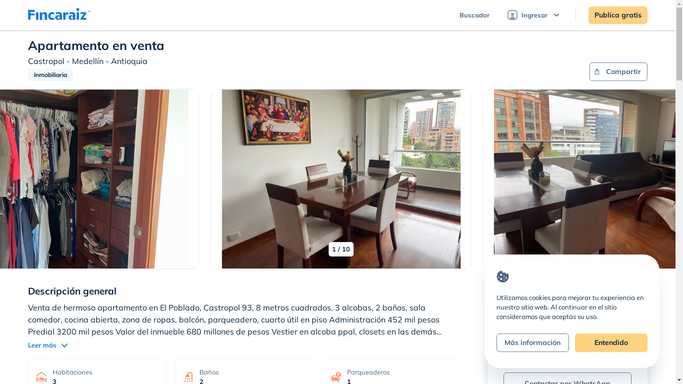 Fincaraiz
Buscador
Ingresar
Publica gratis
Apartamento en venta
Castropol - Medellín - Antioquia
Inmobiliaria
Compartir
1 / 10
Descripción general
Venta de hermoso apartamento en El Poblado, Castropol 93, 8 metros cuadrados, 3 alcobas, 2 baños, sala
comedor, cocina abierta, zona de ropas, balcón, parqueadero, cuarto útil en piso Administración 452 mil pesos
Predial 3200 mil pesos Valor del inmueble 680 millones de pesos Vestier en alcoba ppal, closets en las demás...
Leer más
Habitaciones
3
Baños
2
Parqueaderos
1
Utilizamos cookies para mejorar tu experiencia en
nuestro sitio web. Al continuar en el sitio
consideramos que aceptas su uso.
Más información
Entendido
Contactar por WhatsApp